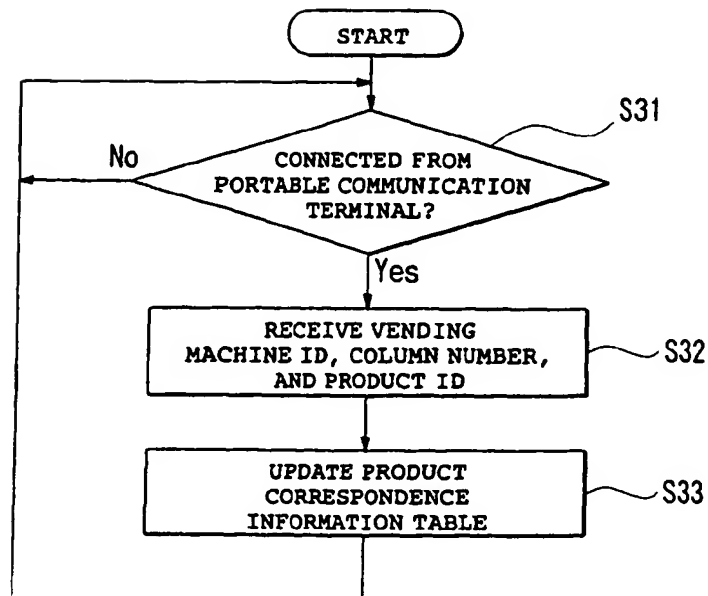 START
S31
No
CONNECTED FROM
PORTABLE COMMUNICATION
TERMINAL?
Yes
RECEIVE VENDING
MACHINE ID, COLUMN NUMBER,
AND PRODUCT ID
S32
UPDATE PRODUCT
CORRESPONDENCE
INFORMATION TABLE
S33